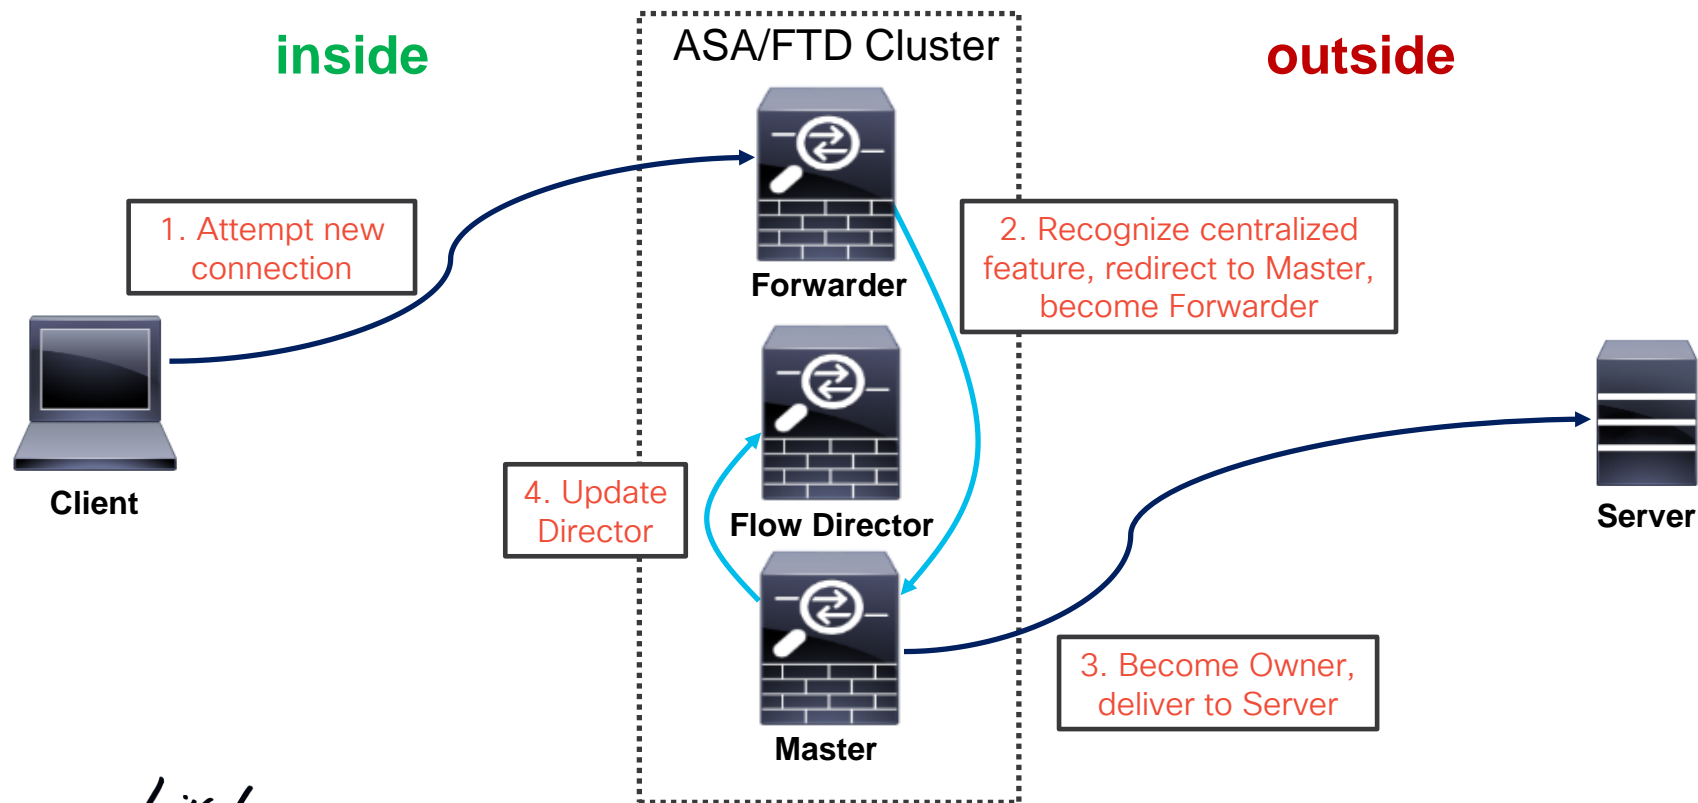 inside
ASA/FTD Cluster
outside
1. Attempt new
connection
2. Recognize centralized
feature, redirect to Master,
become Forwarder
Forwarder
Client
4. Update
Director
Flow Director
Server
3. Become Owner,
deliver to Server
Master